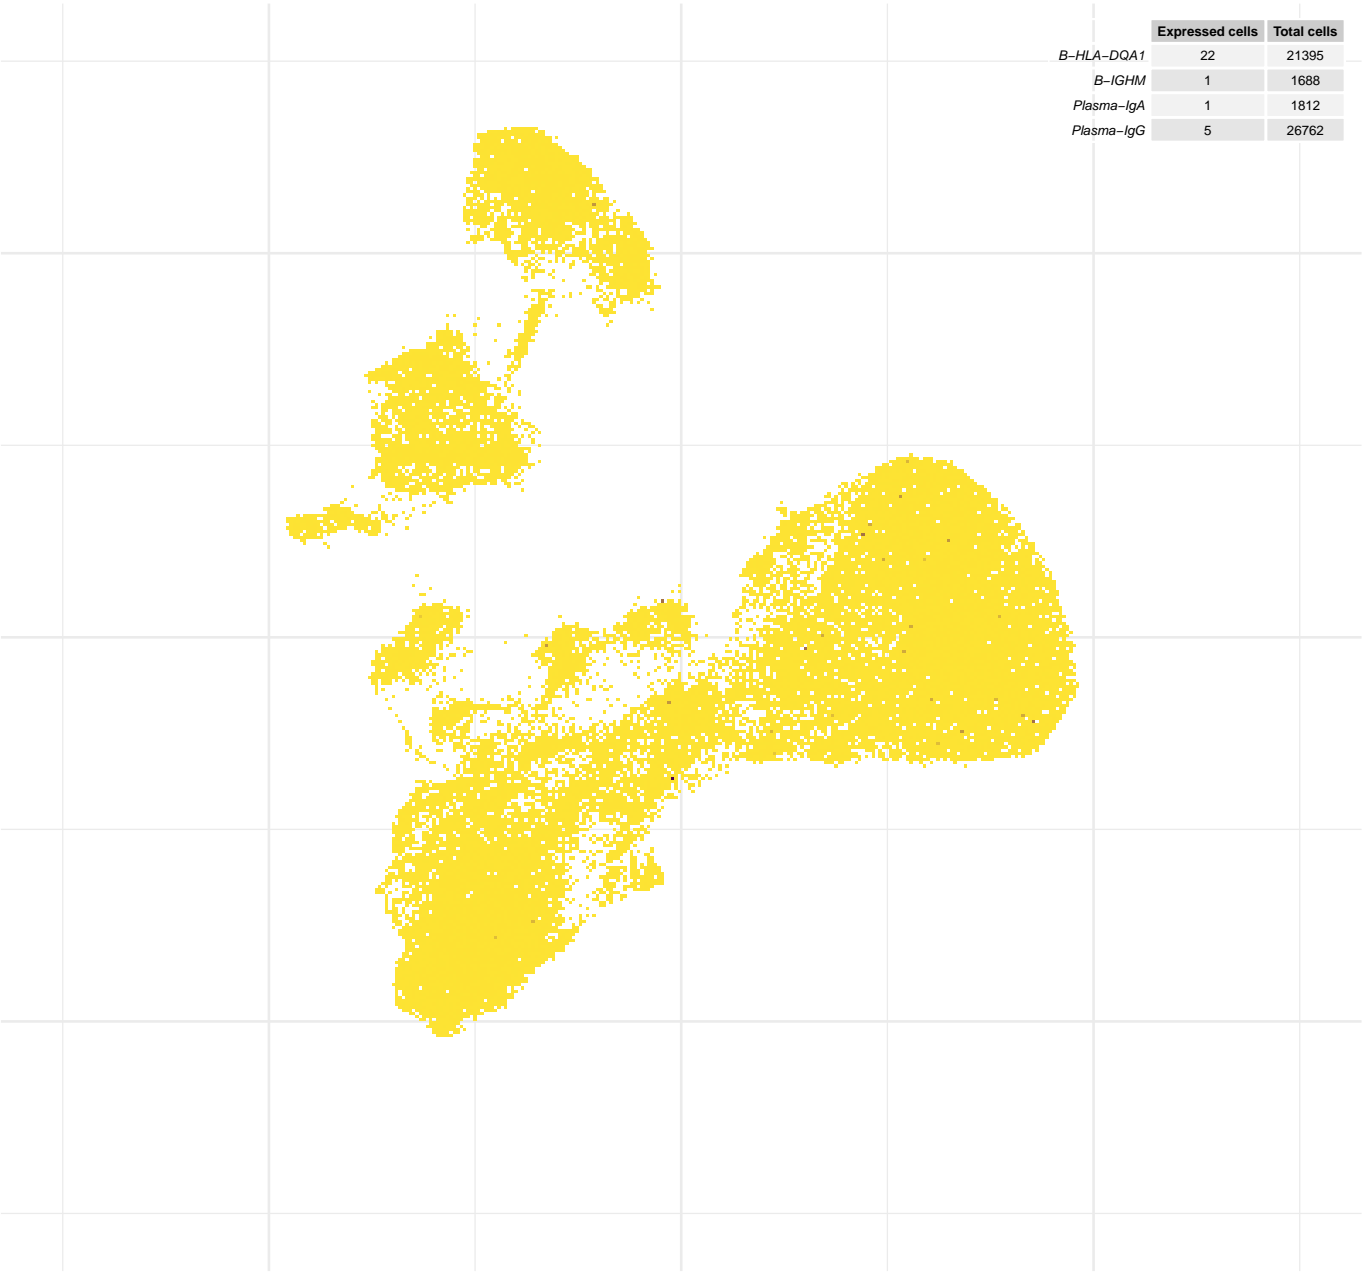 Expressed cells Total cells
B−HLA−DQA1 22 21395
B−IGHM 1 1688
Plasma−IgA 1 1812
Plasma−IgG 5 26762